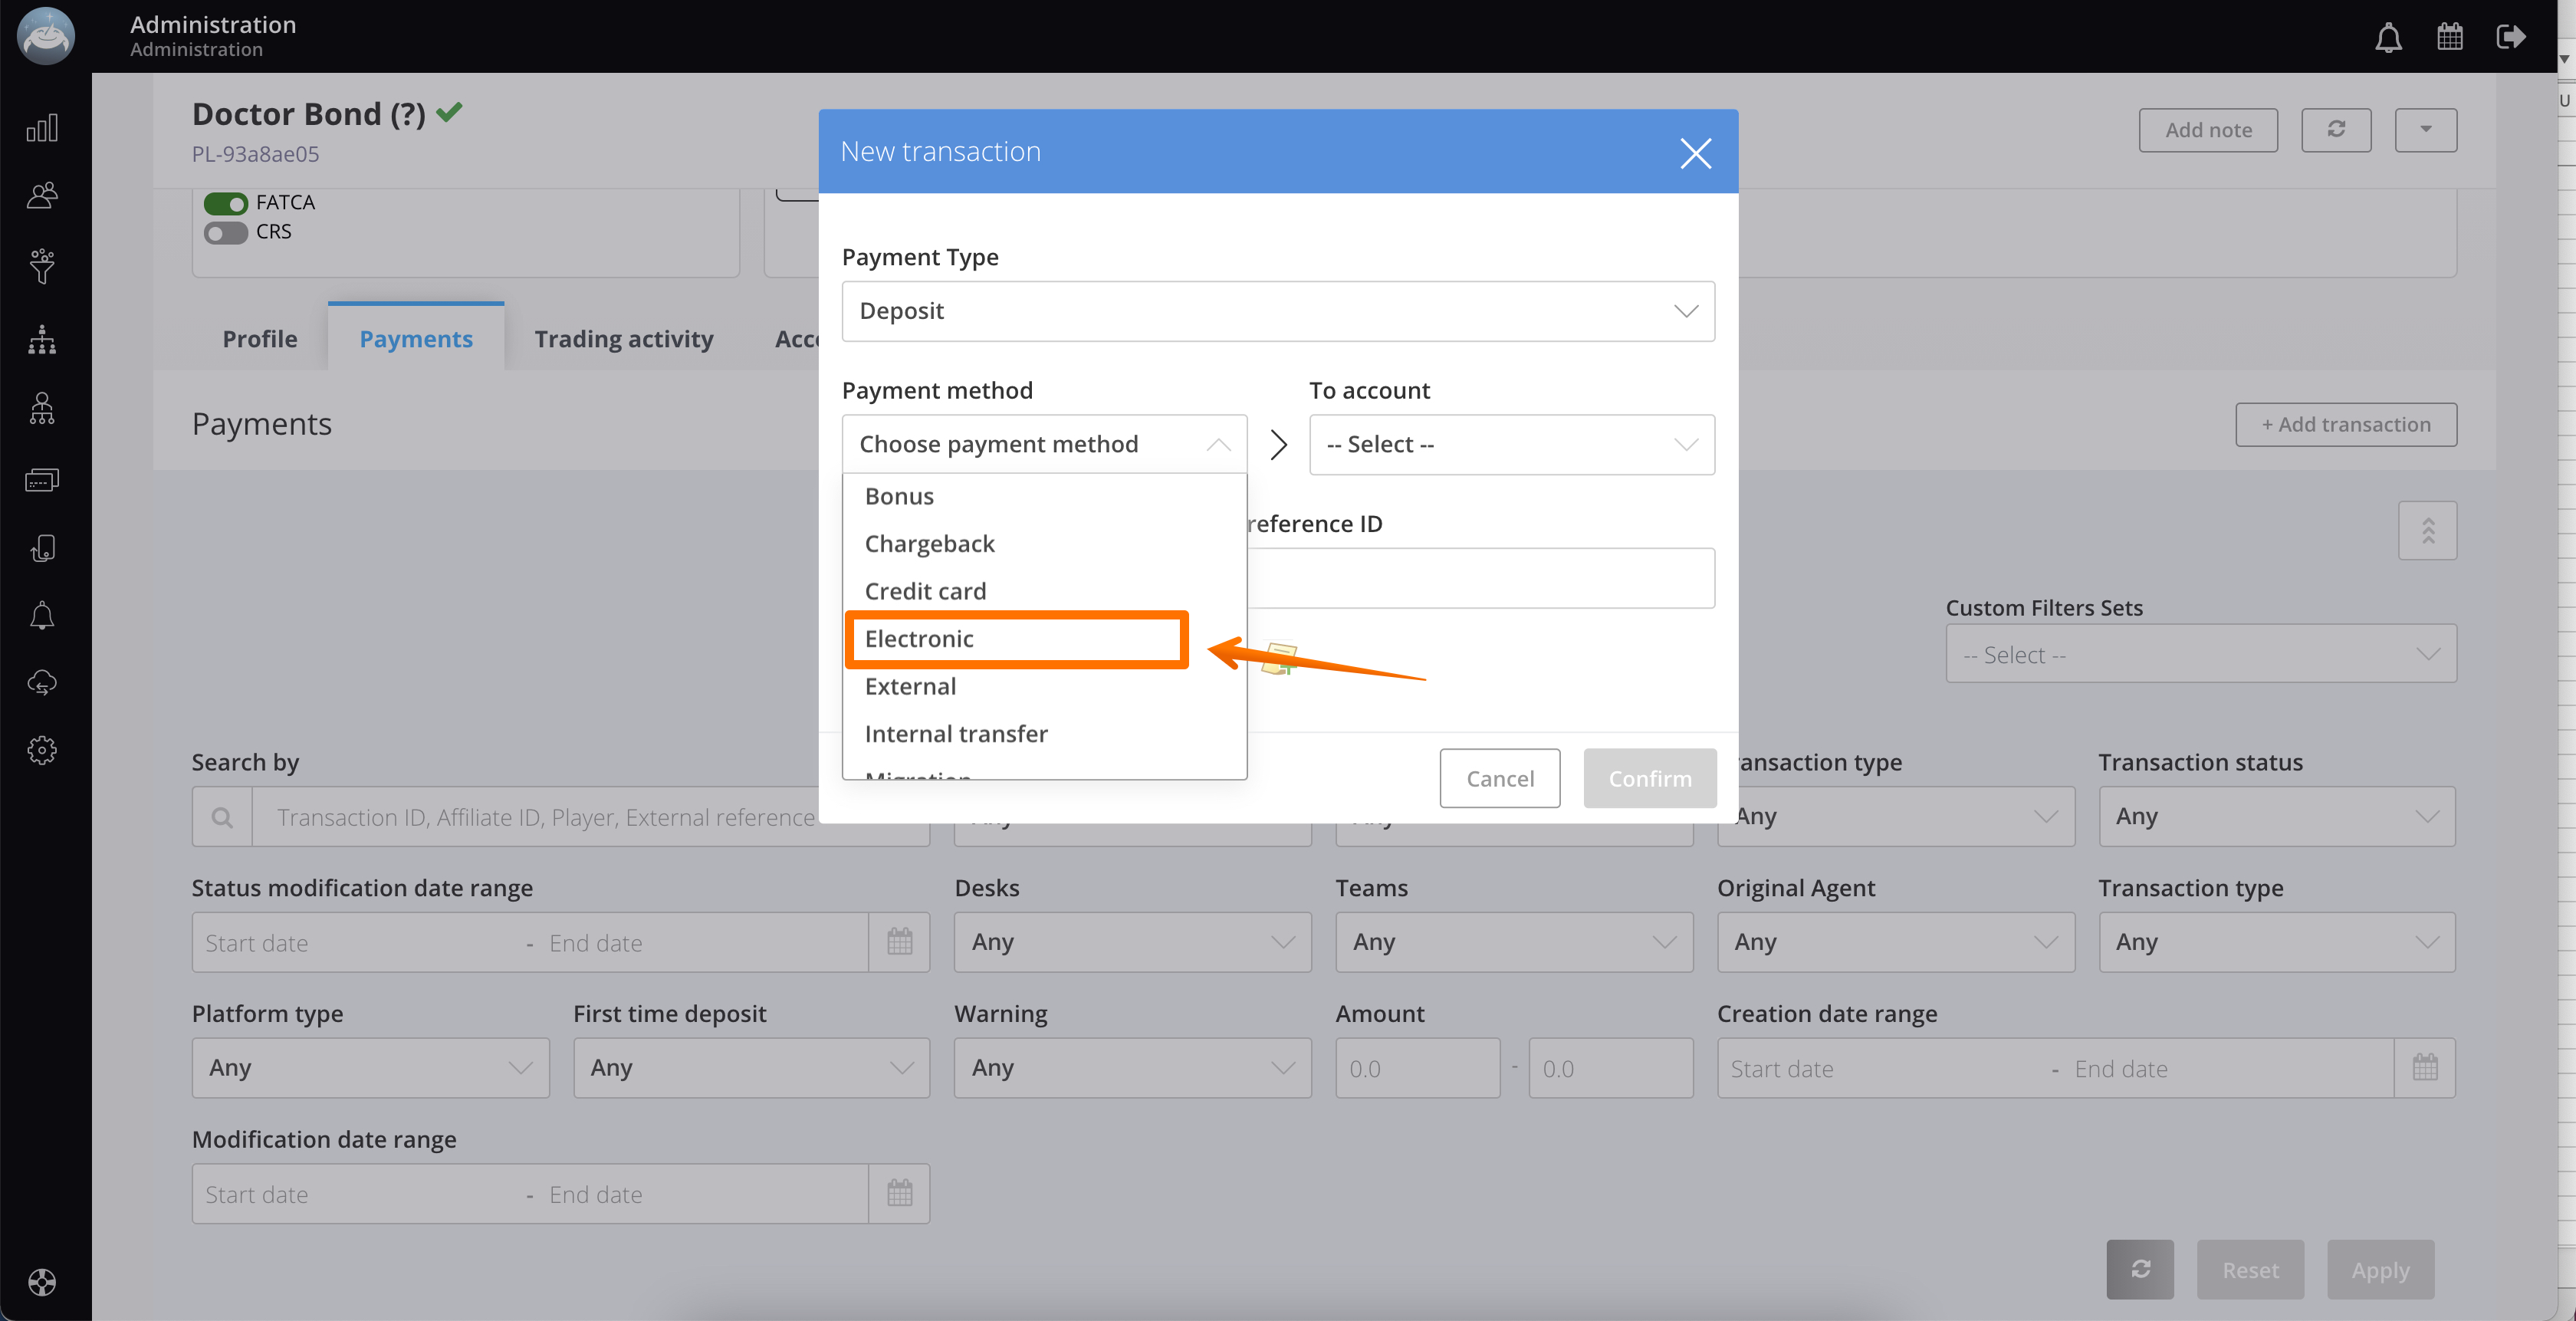 Administration
Administration
Doctor Bond (?)
PL-93a8ae05
Add note
FATCA
CRS
New transaction
Payment Type
Deposit
Profile
Payments
Trading activity
Payment method
To account
Payments
+ Add transaction
Choose payment method
-- Select --
Bonus
Chargeback
Credit card
Electronic
External
Internal transfer
Migration
reference ID
Custom Filters Sets
-- Select --
Cancel
Confirm
Search by
ransaction type
Transaction status
Transaction ID, Affiliate ID, Player, External reference
Any
Any
Any
Any
Status modification date range
Desks
Teams
Original Agent
Transaction type
Start date - End date
Any
Any
Any
Any
Platform type
First time deposit
Warning
Amount
Creation date range
Any
Any
Any
0.0 - 0.0
Start date - End date
Modification date range
Start date - End date
Reset
Apply